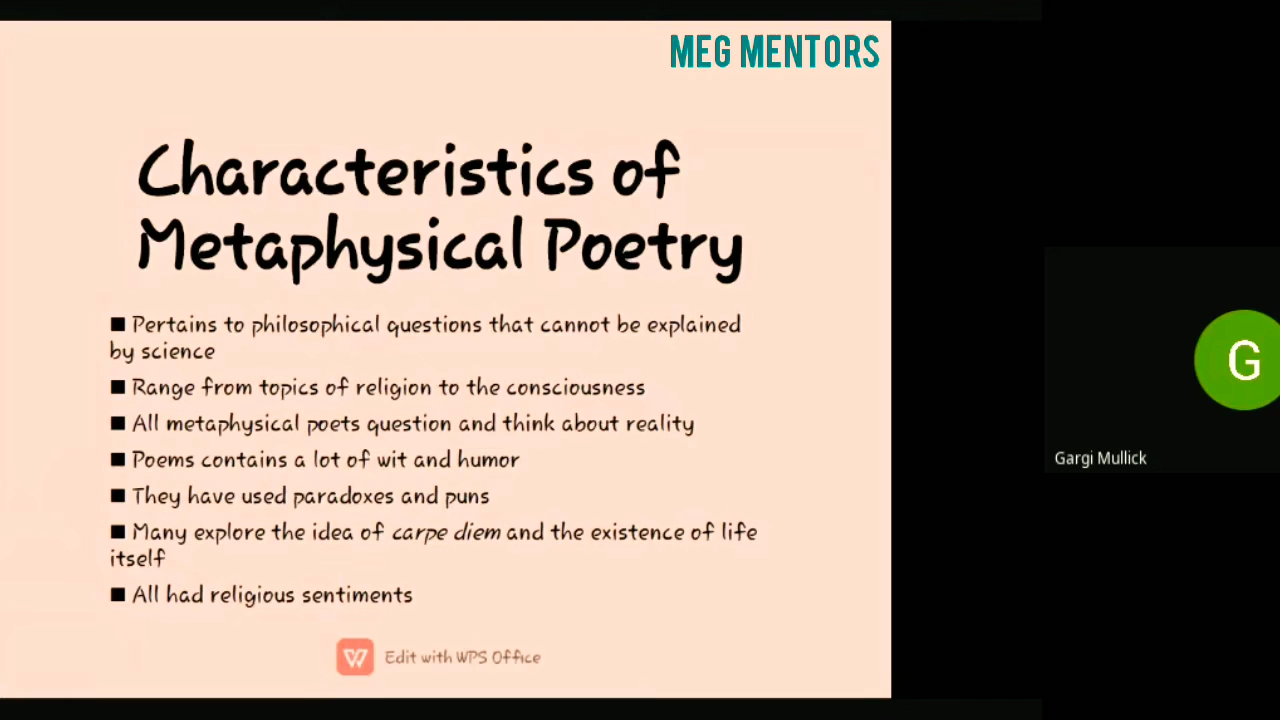 MEG MENTORS
Characteristics of
Metaphysical Poetry
■ Pertains to philosophical questions that cannot be explained
by science
■ Range from topics of religion to the consciousness
■ All metaphysical poets question and think about reality
■ Poems contains a lot of wit and humor
■ They have used paradoxes and puns
■ Many explore the idea of carpe diem and the existence of life
itself
■ All had religious sentiments
Edit with WPS Office
G
Gargi Mullick